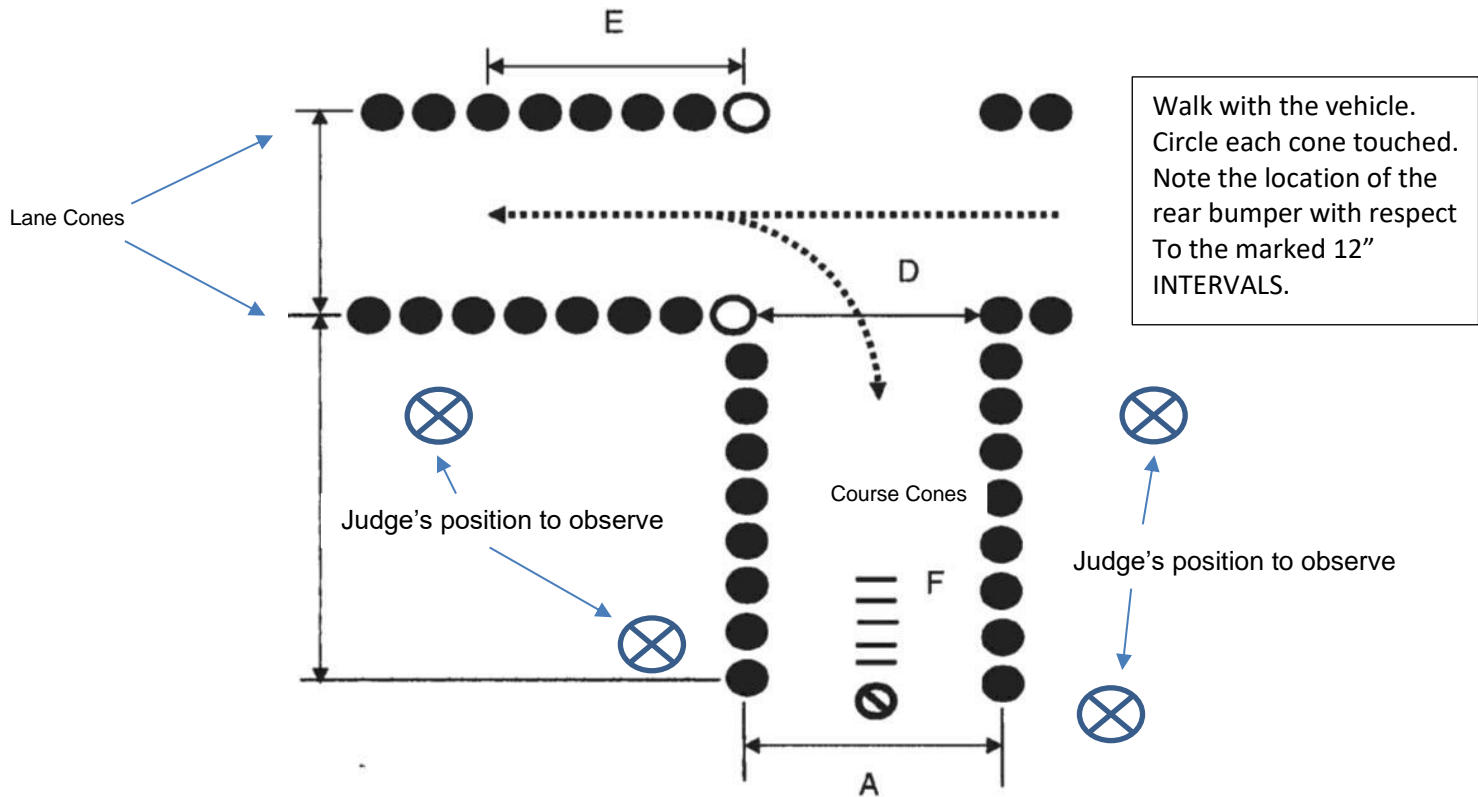 E
Walk with the vehicle.
Circle each cone touched.
Note the location of the
rear bumper with respect
To the marked 12”
INTERVALS.
Lane Cones
D
Course Cones
Judge’s position to observe
F
Judge’s position to observe
A